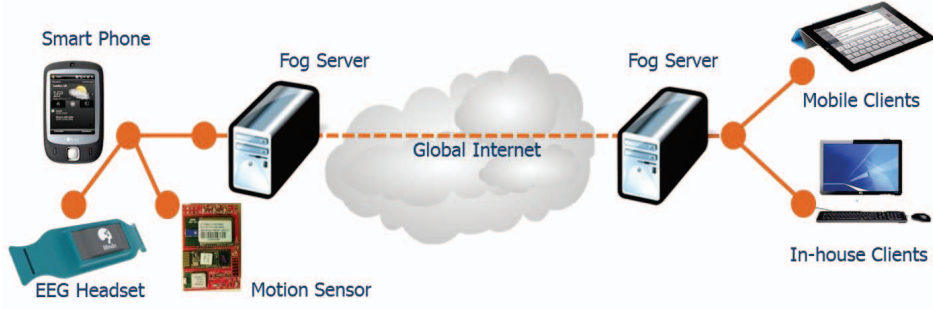 Smart Phone
Fog Server
Fog Server
Mobile Clients
Global Internet
In-house Clients
EEG Headset
Motion Sensor